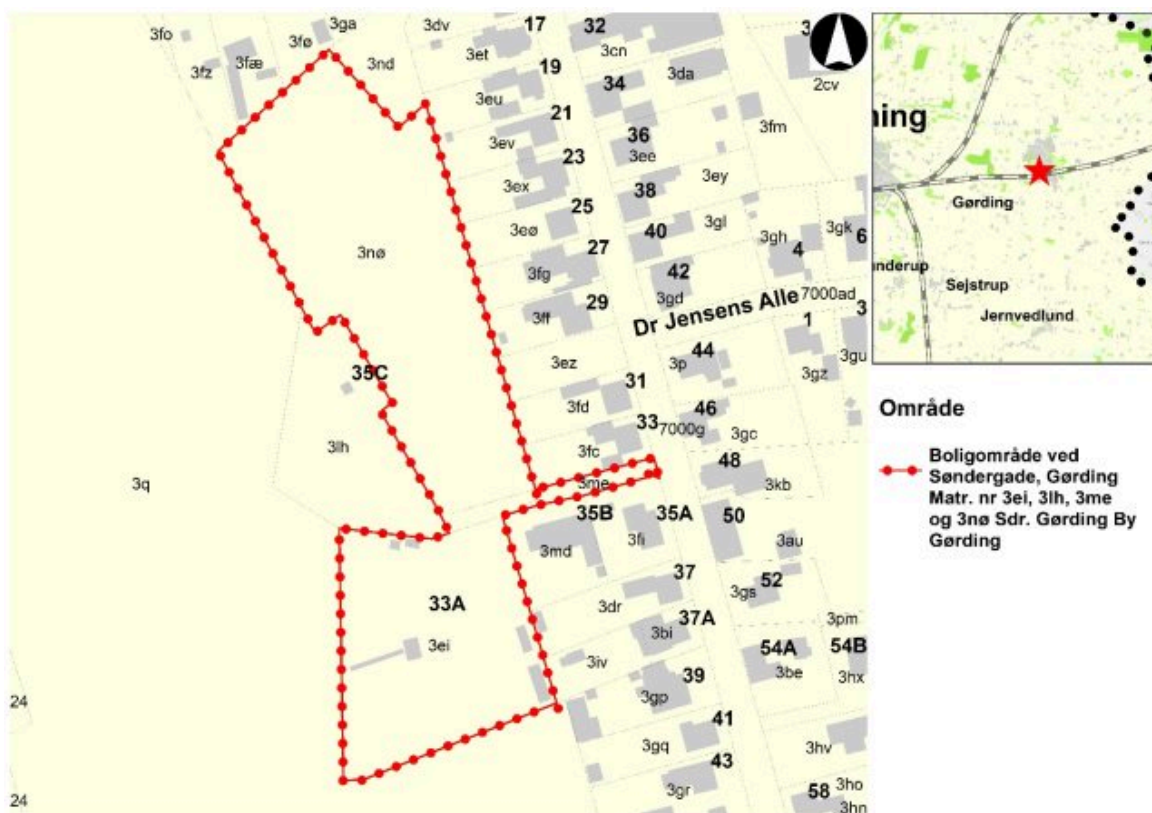 3fo
3ga
3fø
3fæ
3fz
3nd
3dv
3et
17
32
3cn
3da
3
2cv
19
34
3eu
21
3ev
36
3fm
23
3ee
3ex
38
3ey
25
3eø
40
3gl
3gh
3gk
4
6
3nø
27
3fg
42
3gd
29
3ff
Dr Jensens Alle
7000ad
1
3
44
3p
3ez
3gz
3gu
35C
31
3fd
46
33
7000g
3gc
3lh
3fc
48
3q
3me
3kb
35B
35A
50
3md
3fi
3au
37
52
3gs
33A
3dr
37A
3pm
3bi
3ei
54A
54B
3iv
3be
3hx
39
3gp
24
41
3gq
3hv
43
24
3gr
58
3ho
3hn
ning
Gørding
nderup
Sejstrup
Jernvedlund
Område
Boligområde ved
Søndergade, Gørding
Matr. nr 3ei, 3lh, 3me
og 3nø Sdr. Gørding By
Gørding